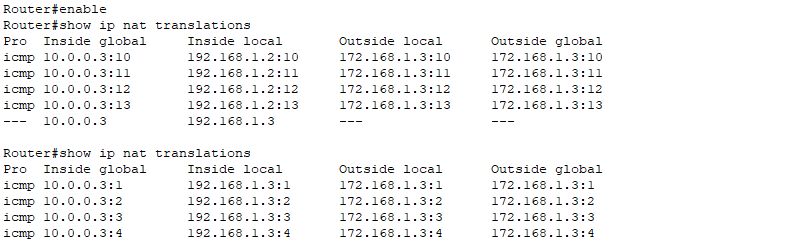 Router#enable
Router#show ip nat translations
Pro  Inside global     Inside local       Outside local      Outside global
icmp 10.0.0.3:10       192.168.1.2:10     172.168.1.3:10     172.168.1.3:10
icmp 10.0.0.3:11       192.168.1.2:11     172.168.1.3:11     172.168.1.3:11
icmp 10.0.0.3:12       192.168.1.2:12     172.168.1.3:12     172.168.1.3:12
icmp 10.0.0.3:13       192.168.1.2:13     172.168.1.3:13     172.168.1.3:13
---  10.0.0.3          192.168.1.3        ---                ---
Router#show ip nat translations
Pro  Inside global     Inside local       Outside local      Outside global
icmp 10.0.0.3:1        192.168.1.3:1      172.168.1.3:1      172.168.1.3:1
icmp 10.0.0.3:2        192.168.1.3:2      172.168.1.3:2      172.168.1.3:2
icmp 10.0.0.3:3        192.168.1.3:3      172.168.1.3:3      172.168.1.3:3
icmp 10.0.0.3:4        192.168.1.3:4      172.168.1.3:4      172.168.1.3:4